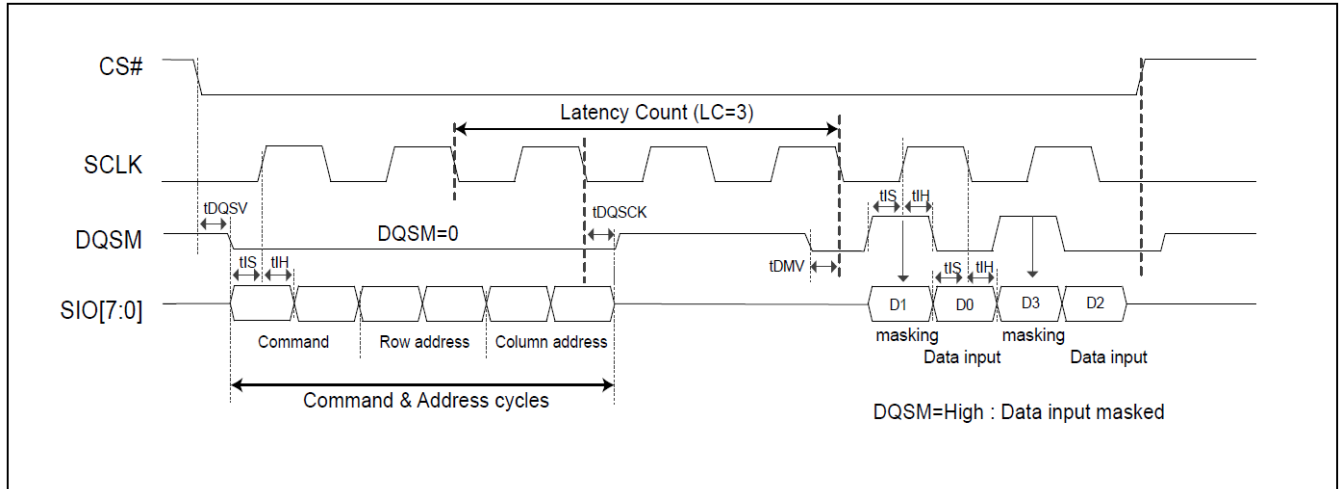 CS#
Latency Count (LC=3)
SCLK
tIS tIH
tDQSV
tDQSCK
DQSM
DQSM=0
tIS tIH
tDMV
tIS tIH
SIO[7:0]
D1 D0 D3 D2
Command Row address Column address
masking masking
Data input Data input
Command & Address cycles
DQSM=High : Data input masked